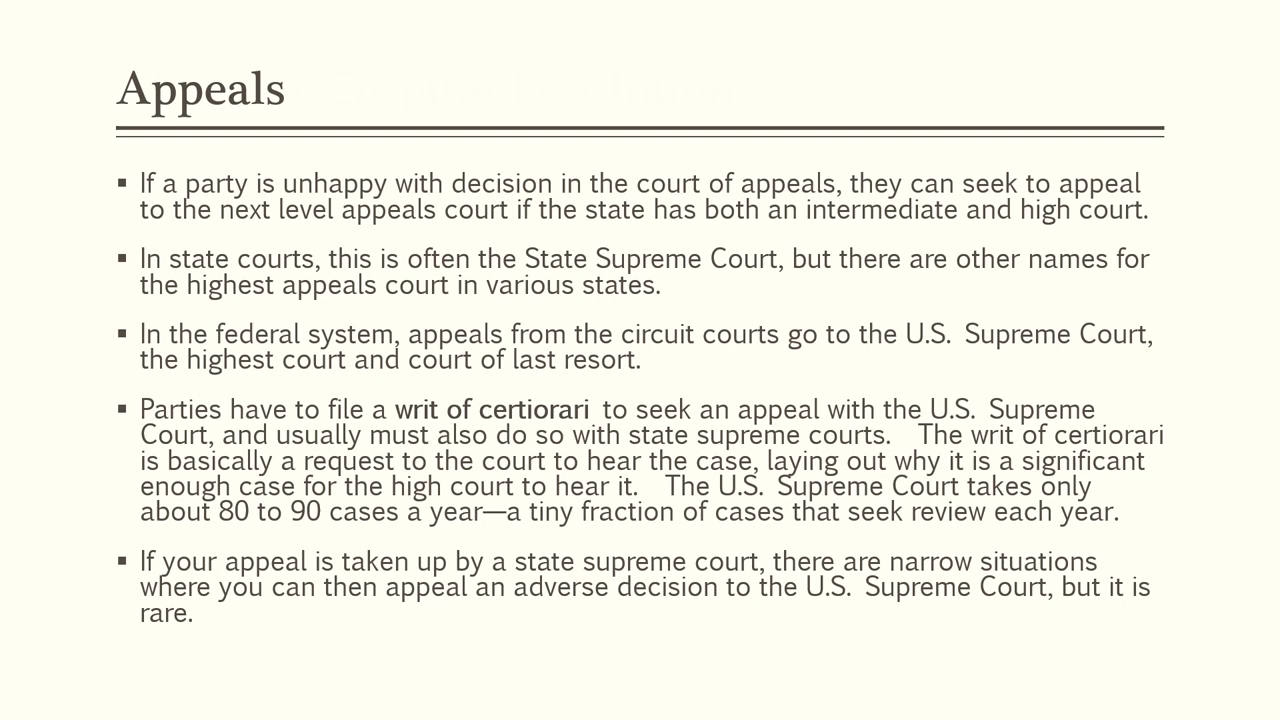 Appeals
▪ If a party is unhappy with decision in the court of appeals, they can seek to appeal
to the next level appeals court if the state has both an intermediate and high court.
▪ In state courts, this is often the State Supreme Court, but there are other names for
the highest appeals court in various states.
▪ In the federal system, appeals from the circuit courts go to the U.S. Supreme Court,
the highest court and court of last resort.
▪ Parties have to file a writ of certiorari to seek an appeal with the U.S. Supreme
Court, and usually must also do so with state supreme courts. The writ of certiorari
is basically a request to the court to hear the case, laying out why it is a significant
enough case for the high court to hear it. The U.S. Supreme Court takes only
about 80 to 90 cases a year—a tiny fraction of cases that seek review each year.
▪ If your appeal is taken up by a state supreme court, there are narrow situations
where you can then appeal an adverse decision to the U.S. Supreme Court, but it is
rare.